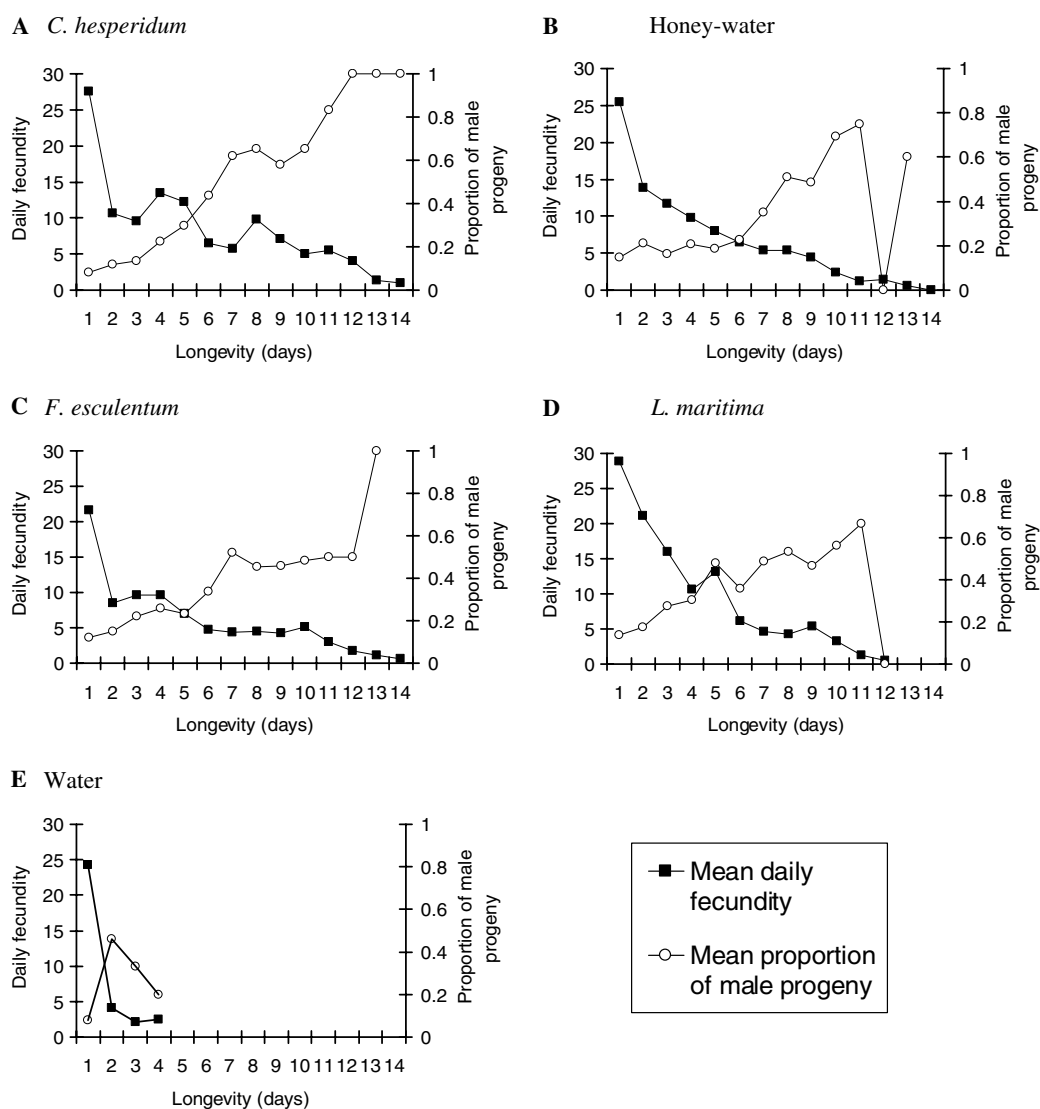 A C. hesperidum
30
25
20
15
10
5
0
Daily fecundity
1
0.8
0.6
0.4
0.2
0
Proportion of male
progeny
1 2 3 4 5 6 7 8 9 10 11 12 13 14
Longevity (days)
B Honey-water
30
25
20
15
10
5
0
Daily fecundity
1
0.8
0.6
0.4
0.2
0
Proportion of male
progeny
1 2 3 4 5 6 7 8 9 10 11 12 13 14
Longevity (days)
C F. esculentum
30
25
20
15
10
5
0
Daily fecundity
1
0.8
0.6
0.4
0.2
0
Proportion of male
progeny
1 2 3 4 5 6 7 8 9 10 11 12 13 14
Longevity (days)
D L. maritima
30
25
20
15
10
5
0
Daily fecundity
1
0.8
0.6
0.4
0.2
0
Proportion of male
progeny
1 2 3 4 5 6 7 8 9 10 11 12 13 14
Longevity (days)
E Water
30
25
20
15
10
5
0
Daily fecundity
1
0.8
0.6
0.4
0.2
0
Proportion of male
progeny
1 2 3 4 5 6 7 8 9 10 11 12 13 14
Longevity (days)
Mean daily
fecundity
Mean proportion
of male progeny